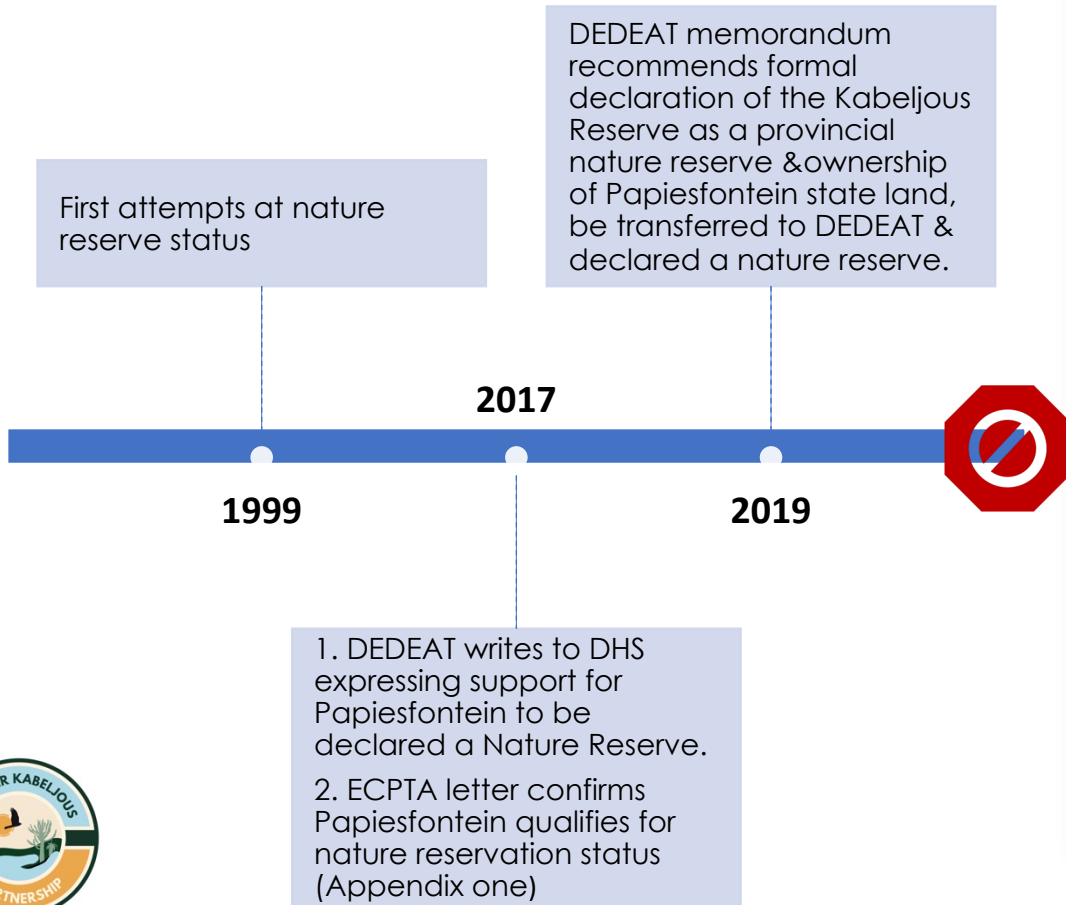 First attempts at nature
reserve status
DEDEAT memorandum
recommends formal
declaration of the Kabeljous
Reserve as a provincial
nature reserve &ownership
of Papiesfontein state land,
be transferred to DEDEAT &
declared a nature reserve.
2017
1999
2019
1. DEDEAT writes to DHS
expressing support for
Papiesfontein to be
declared a Nature Reserve.
2. ECPTA letter confirms
Papiesfontein qualifies for
nature reservation status
(Appendix one)
KABELJOUS